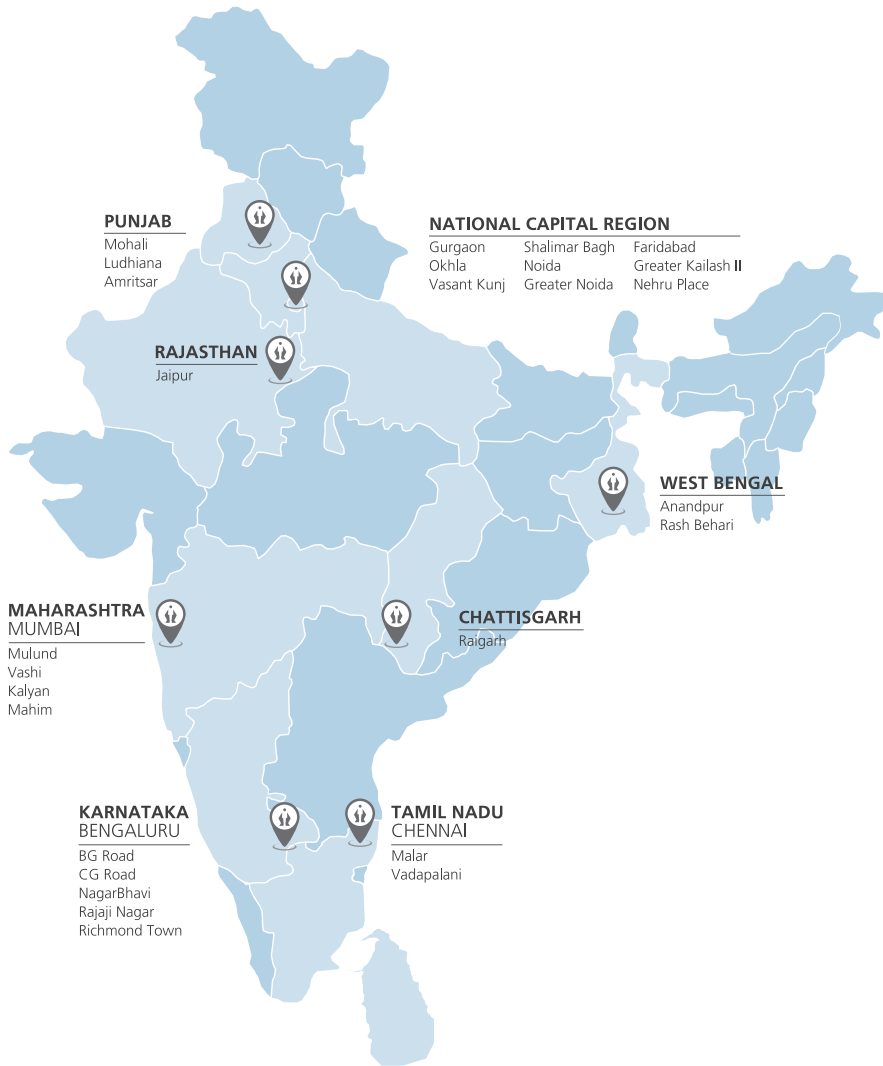 PUNJAB
Mohali
Ludhiana
Amritsar
NATIONAL CAPITAL REGION
Gurgaon Shalimar Bagh Faridabad
Okhla Noida Greater Kailash II
Vasant Kunj Greater Noida Nehru Place
RAJASTHAN
Jaipur
WEST BENGAL
Anandpur
Rash Behari
MAHARASHTRA
MUMBAI
Mulund
Vashi
Kalyan
Mahim
CHATTISGARH
Raigarh
KARNATAKA
BENGALURU
BG Road
CG Road
NagarBhavi
Rajaji Nagar
Richmond Town
TAMIL NADU
CHENNAI
Malar
Vadapalani